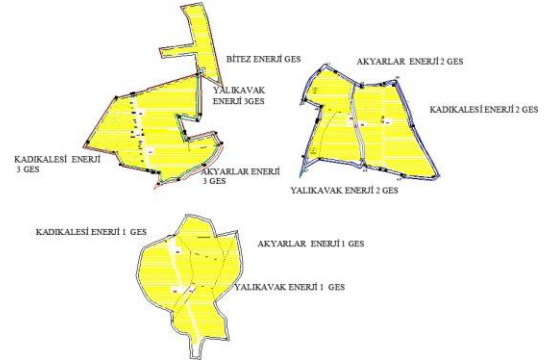 BİTEZ ENERJİ GES
YALIKAVAK
ENERJİ 3GES
KADIKALESİ ENERJİ
3 GES
AKYARLAR ENERJİ
3 GES
AKYARLAR ENERJİ 2 GES
KADIKALESİ ENERJİ 2 GES
YALIKAVAK ENERJİ 2 GES
KADIKALESİ ENERJİ 1 GES
AKYARLAR ENERJİ 1 GES
YALIKAVAK ENERJİ 1 GES